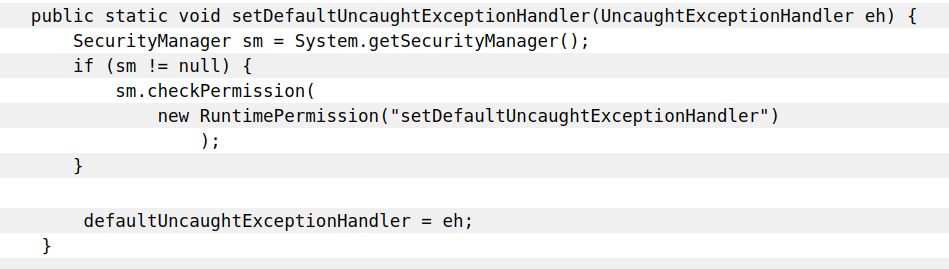 public static void setDefaultUncaughtExceptionHandler(UncaughtExceptionHandler eh) {
    SecurityManager sm = System.getSecurityManager();
    if (sm != null) {
        sm.checkPermission(
            new RuntimePermission("setDefaultUncaughtExceptionHandler")
                );
    }

     defaultUncaughtExceptionHandler = eh;
 }